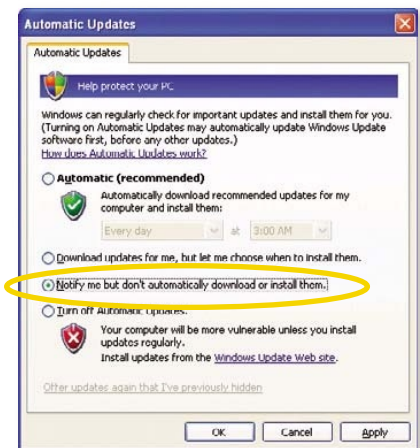 Automatic Updates
Automatic Updates
Help protect your PC
Windows can regularly check for important updates and install them for you.
(Turning on Automatic Updates may automatically update Windows Update
software first, before any other updates.)
How does Automatic Updates work?
Automatic (recommended)
Automatically download recommended updates for my
computer and install them:
Every day at 3:00 AM
Download updates for me, but let me choose when to install them.
Notify me but don't automatically download or install them.
Turn off Automatic Updates.
Your computer will be more vulnerable unless you install
updates regularly.
Install updates from the Windows Update Web site.
Offer updates again that I've previously hidden
OK Cancel Apply